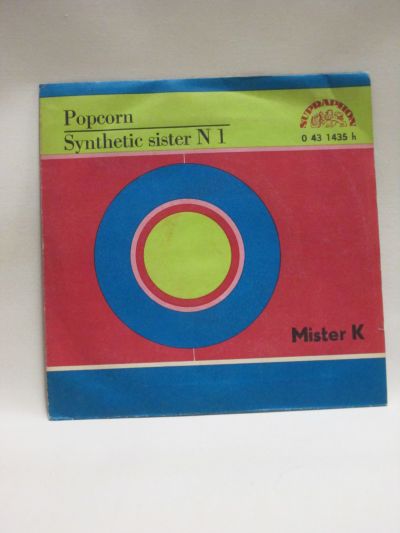 Popcorn
Synthetic sister N 1
SUPRAPHON
0 43 1435 h
Mister K